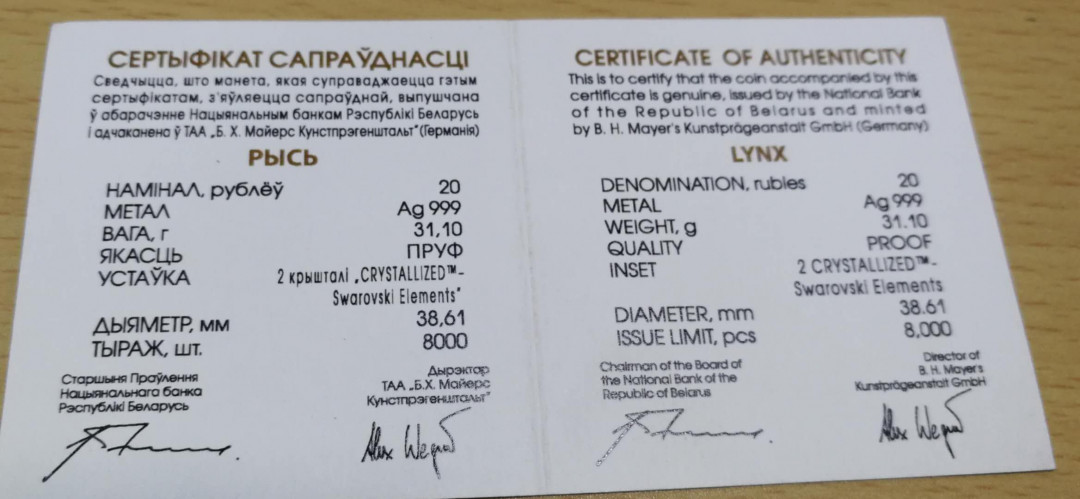 СЕРТЫФІКАТ САПРАЎДНАСЦІ
Сведчыцца, што манета, якая суправаджаецца гэтым
сертыфікатам, з'яўляецца сапраўднай, выпушчана
ў абарачэнне Нацыянальным банкам Рэспублікі Беларусь
і адчаканена ў ТАА „Б. Х. Майерс Кунстпрэгенштальт" (Германія)
РЫСЬ
НАМІНАЛ, рублёў 20
МЕТАЛ Ag 999
ВАГА, г 31,10
ЯКАСЦЬ ПРУФ
УСТАЎКА 2 крышталі „CRYSTALLIZED™-
Swarovski Elements"
ДЫЯМЕТР, мм 38,61
ТЫРАЖ, шт. 8000
Старшыня Праўлення
Нацыянальнага банка
Рэспублікі Беларусь
Дырэктар
ТАА „Б.Х. Майерс
Кунстпрэгенштальт"
Alex Weg
CERTIFICATE OF AUTHENTICITY
This is to certify that the coin accompanied by this
certificate is genuine, issued by the National Bank
of the Republic of Belarus and minted
by B. H. Mayer's Kunstprägeanstalt GmbH (Germany)
LYNX
DENOMINATION, rubles 20
METAL Ag 999
WEIGHT, g 31.10
QUALITY PROOF
INSET 2 CRYSTALLIZED™-
Swarovski Elements
DIAMETER, mm 38.61
ISSUE LIMIT, pcs 8,000
Chairman of the Board of
the National Bank of the
Republic of Belarus
Director of
B. H. Mayer's
Kunstprägeanstalt GmbH